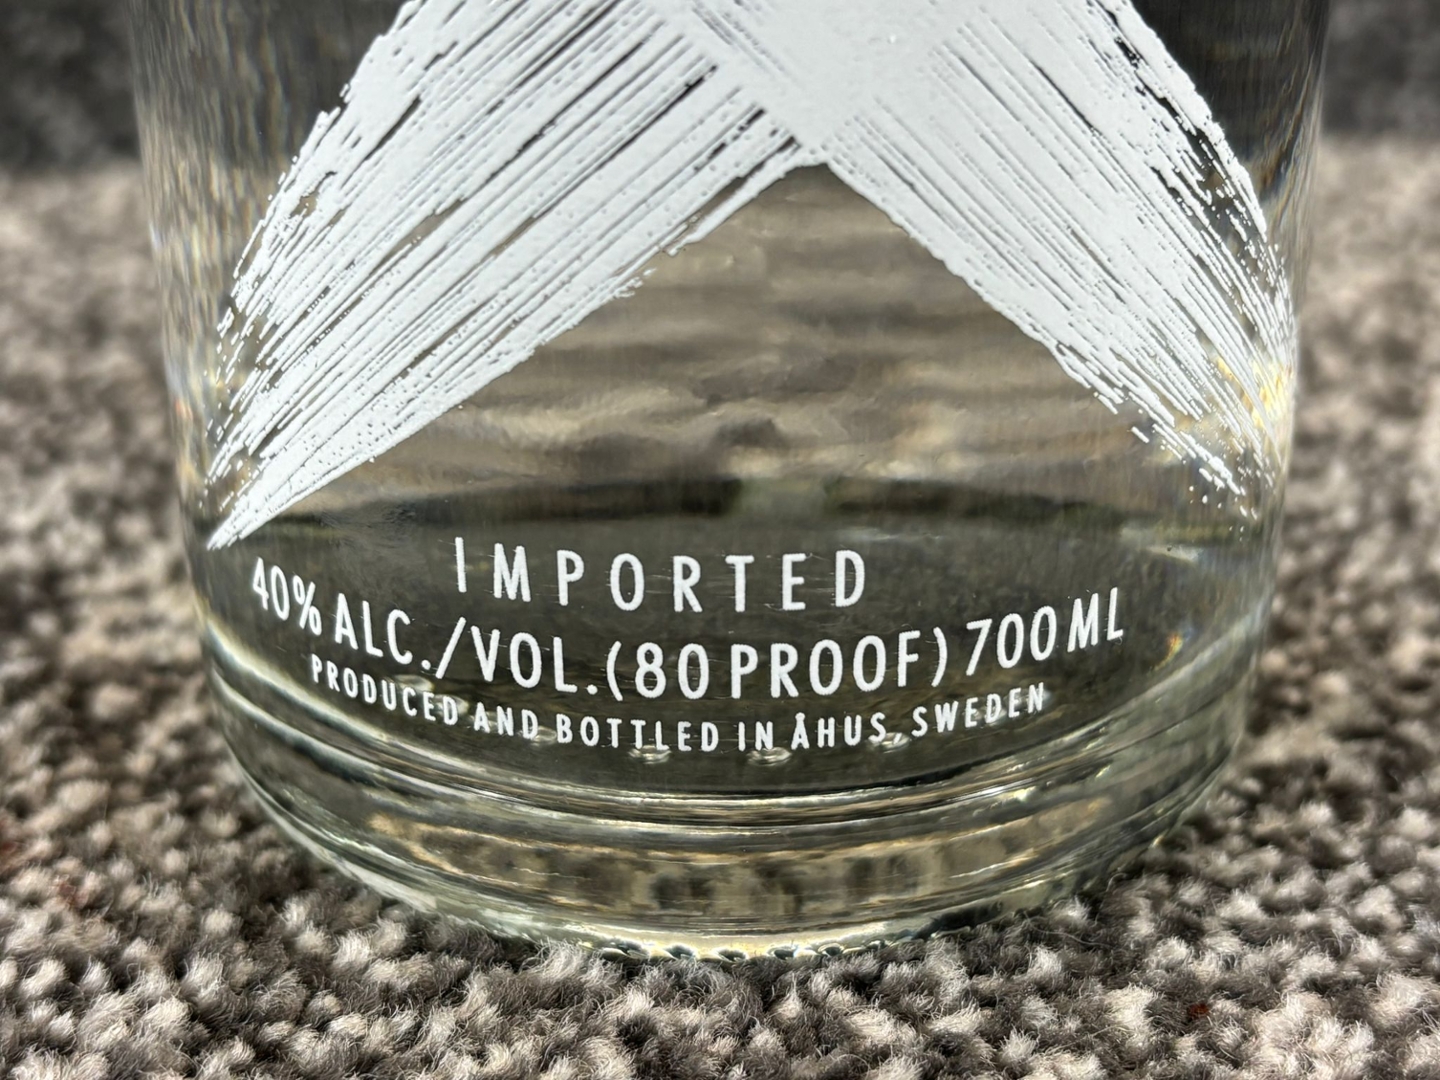 IMPORTED
40% ALC./VOL.(80 PROOF) 700 ML
PRODUCED AND BOTTLED IN ÅHUS, SWEDEN